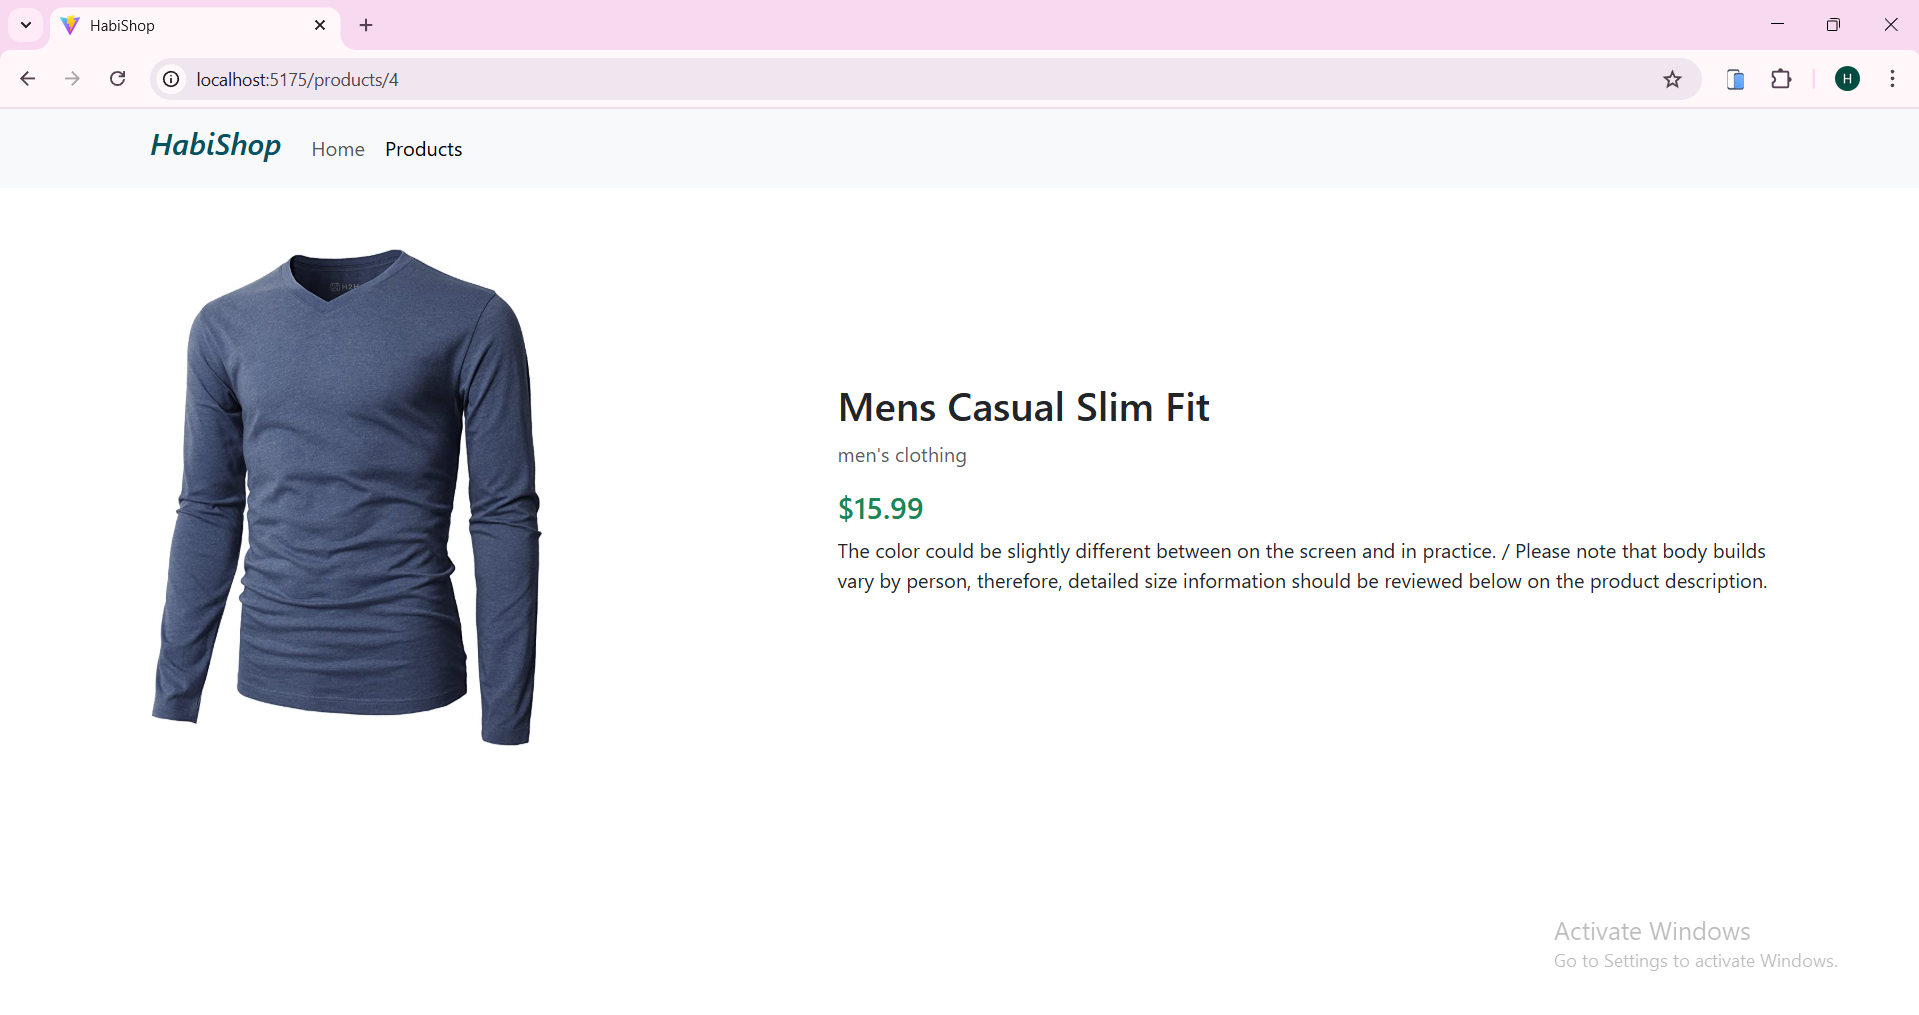 HabiShop
localhost:5175/products/4
H
HabiShop Home Products
Mens Casual Slim Fit
men's clothing
$15.99
The color could be slightly different between on the screen and in practice. / Please note that body builds
vary by person, therefore, detailed size information should be reviewed below on the product description.
Activate Windows
Go to Settings to activate Windows.